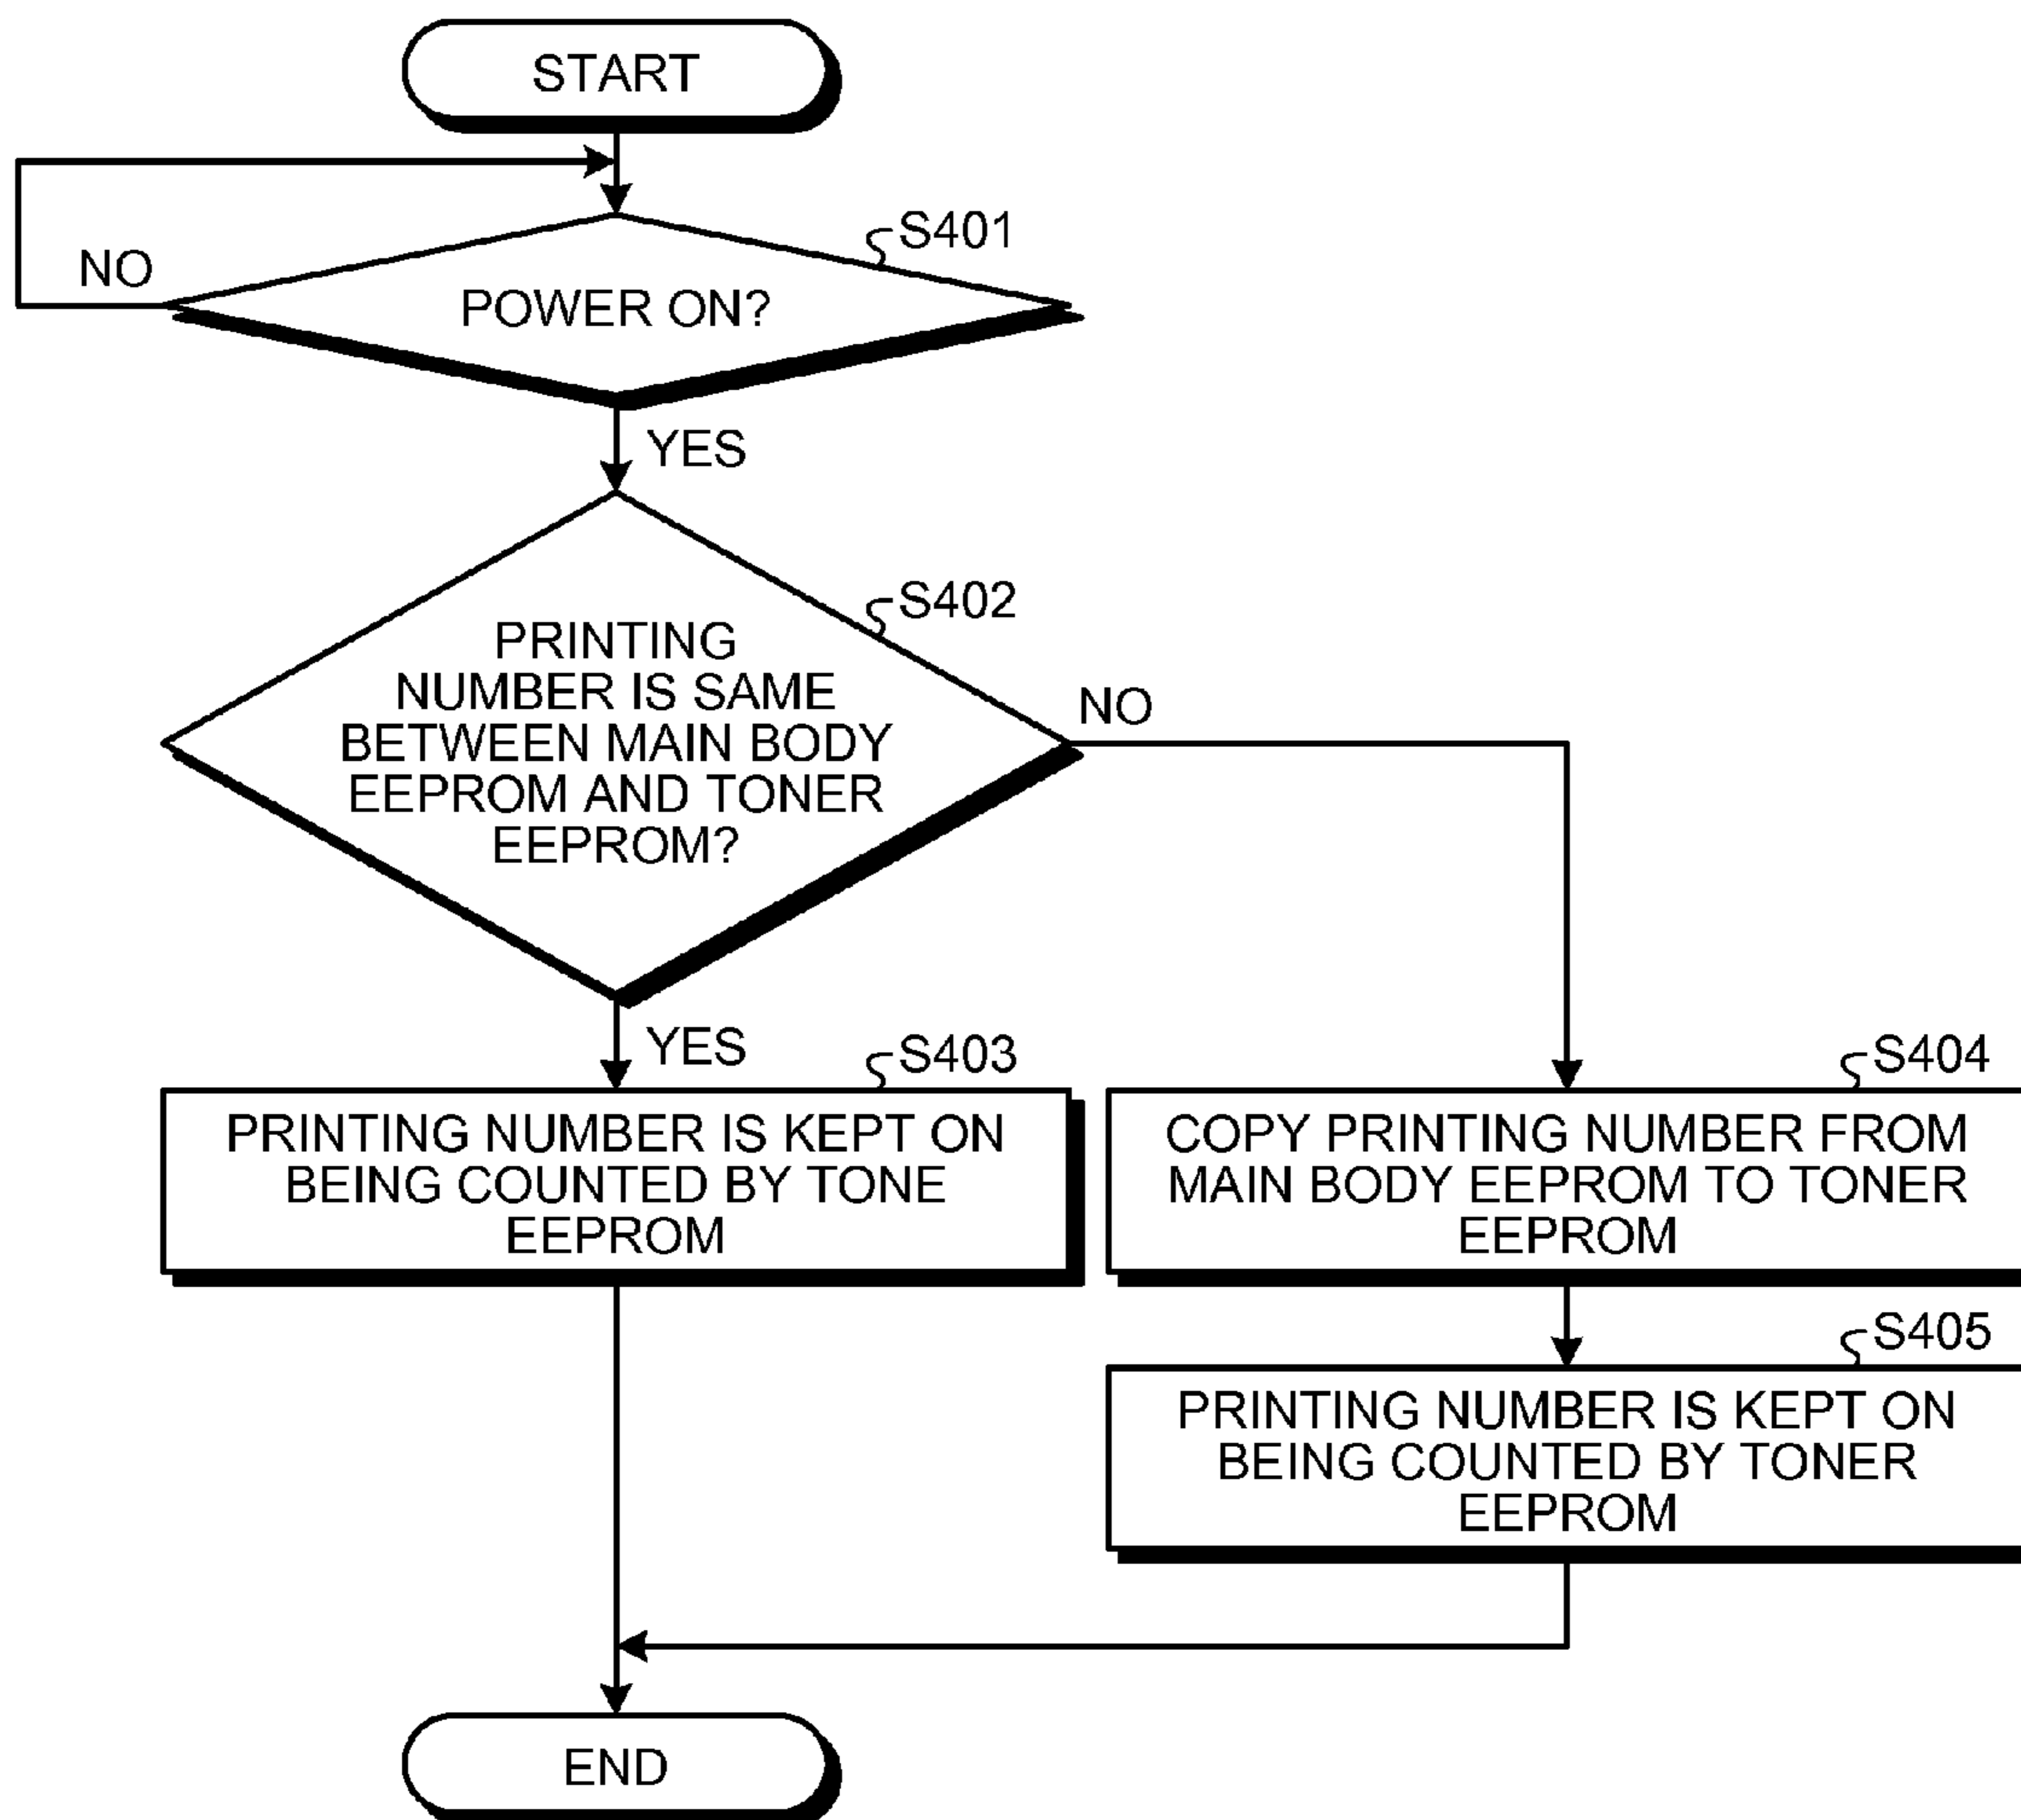 START
S401
NO
POWER ON?
YES
S402
PRINTING
NUMBER IS SAME
BETWEEN MAIN BODY
EEPROM AND TONER
EEPROM?
NO
YES
S403
PRINTING NUMBER IS KEPT ON
BEING COUNTED BY TONE
EEPROM
S404
COPY PRINTING NUMBER FROM
MAIN BODY EEPROM TO TONER
EEPROM
S405
PRINTING NUMBER IS KEPT ON
BEING COUNTED BY TONER
EEPROM
END